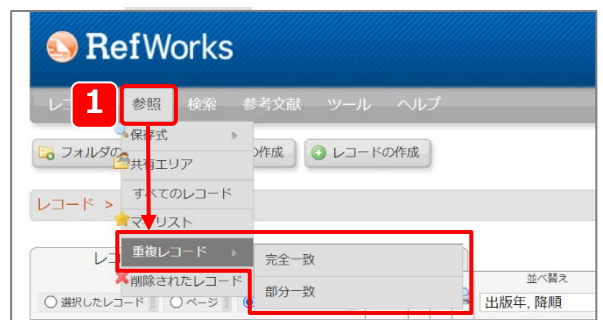 RefWorks
レコ 1 参照 検索 参考文献 ツール ヘルプ
保存式
フォルダの
共有エリア
の作成
レコードの作成
すべてのレコード
レコード >
マイリスト
レコ
重複レコード
完全一致
削除されたレコード
部分一致
並べ替え
選択したレコード
ページ
出版年, 降順